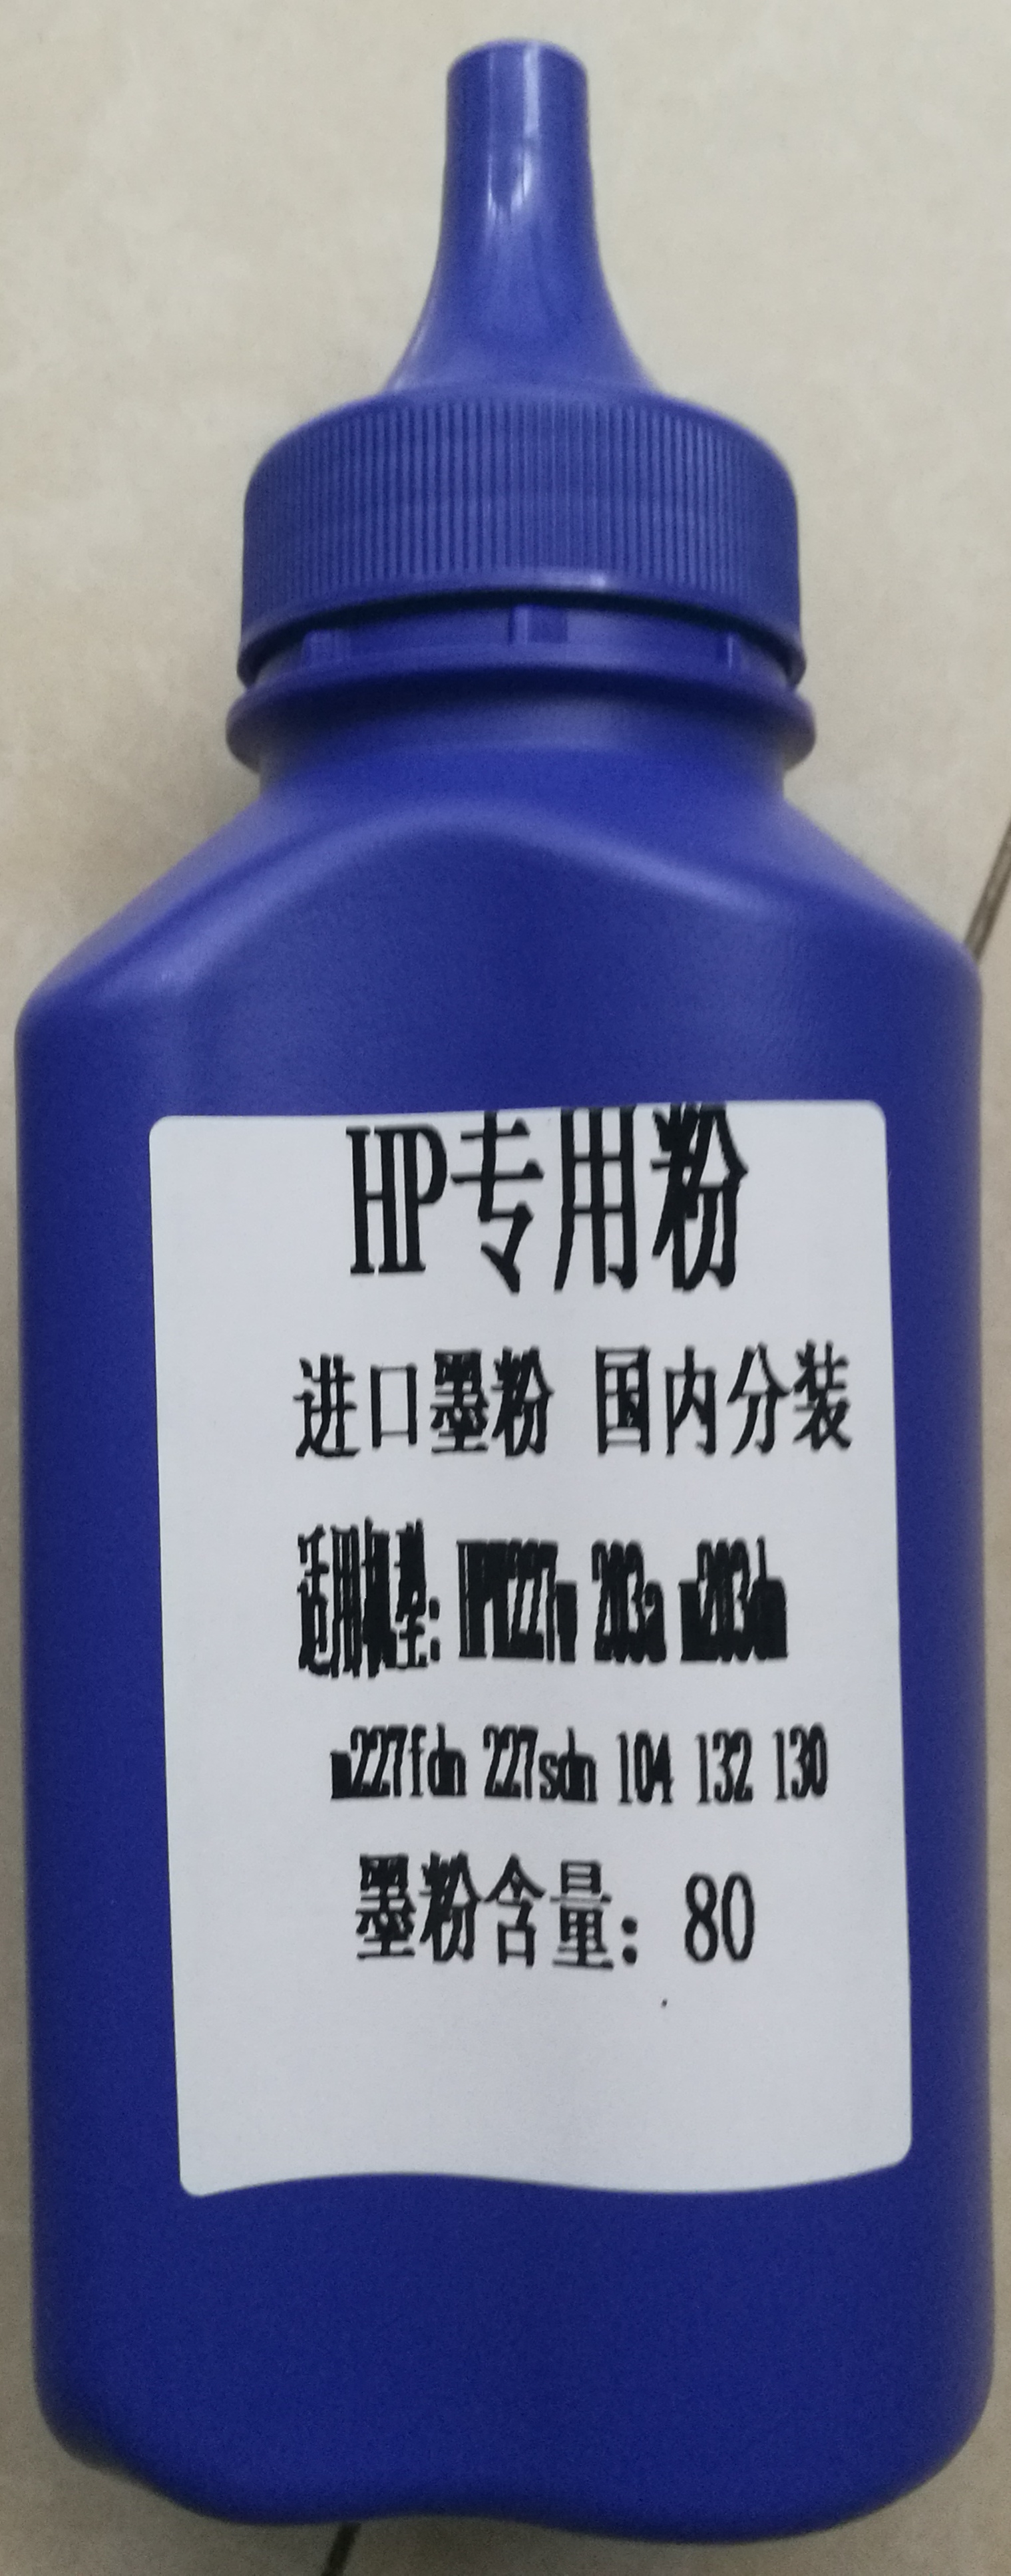 HP专用粉
进口墨粉 国内分装
适用机型: 203a m203dn
m227fdn 227sdn 104 132 130
墨粉含量: 80